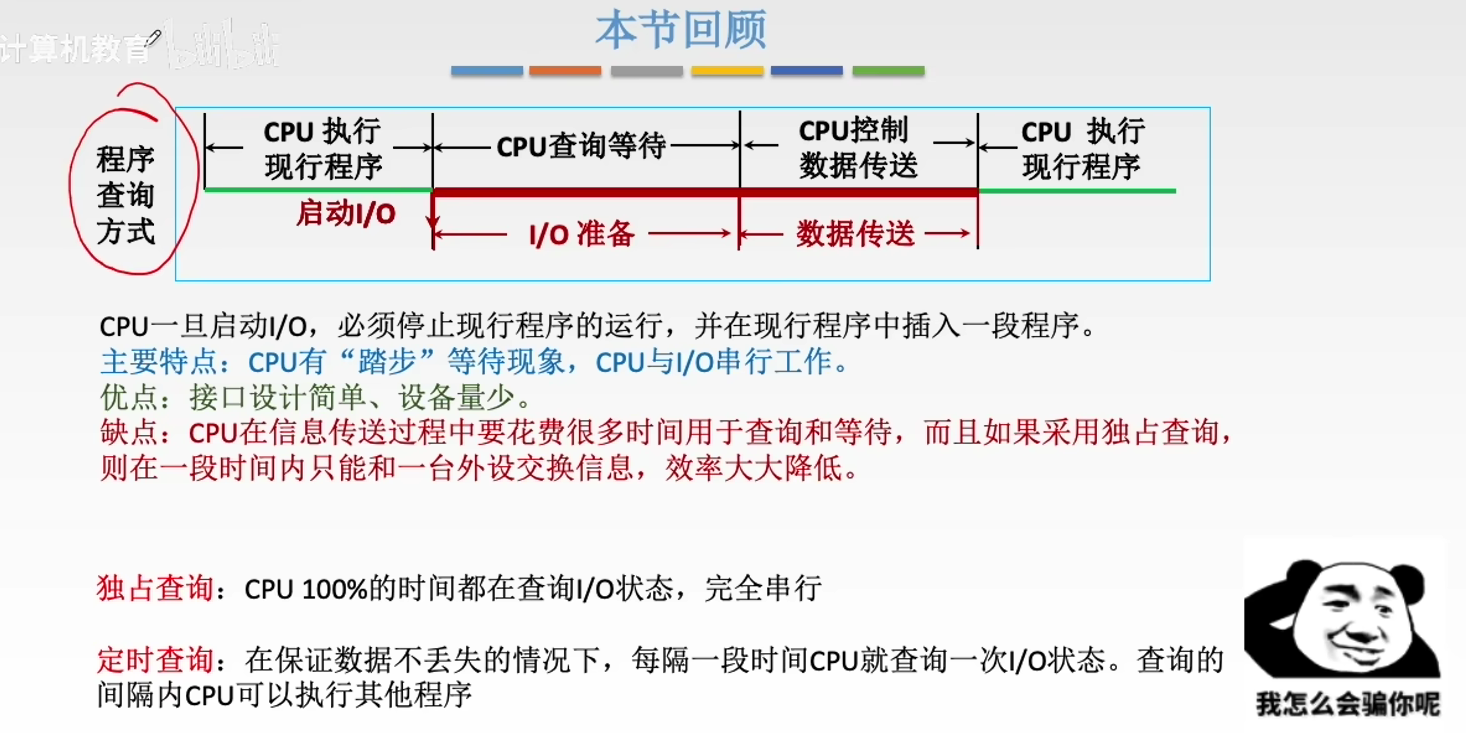 计算机教育
bilibili
本节回顾
程序
查询
方式
CPU 执行
现行程序
CPU查询等待
CPU控制
数据传送
CPU 执行
现行程序
启动I/O
I/O 准备
数据传送
CPU一旦启动I/O，必须停止现行程序的运行，并在现行程序中插入一段程序。
主要特点：CPU有“踏步”等待现象，CPU与I/O串行工作。
优点：接口设计简单、设备量少。
缺点：CPU在信息传送过程中要花费很多时间用于查询和等待，而且如果采用独占查询，
则在一段时间内只能和一台外设交换信息，效率大大降低。
独占查询：CPU 100%的时间都在查询I/O状态，完全串行
定时查询：在保证数据不丢失的情况下，每隔一段时间CPU就查询一次I/O状态。查询的
间隔内CPU可以执行其他程序
我怎么会骗你呢